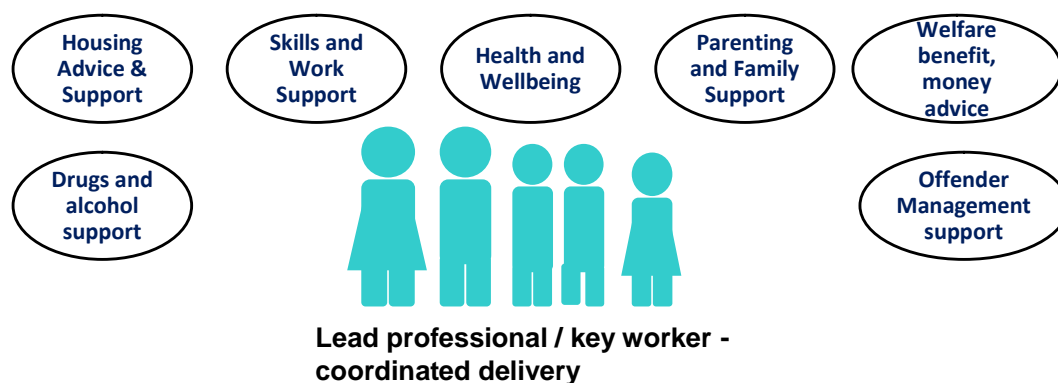 Housing
Advice &
Support
Skills and
Work
Support
Health and
Wellbeing
Parenting
and Family
Support
Welfare
benefit,
money
advice
Drugs and
alcohol
support
Offender
Management
support
Lead professional / key worker -
coordinated delivery